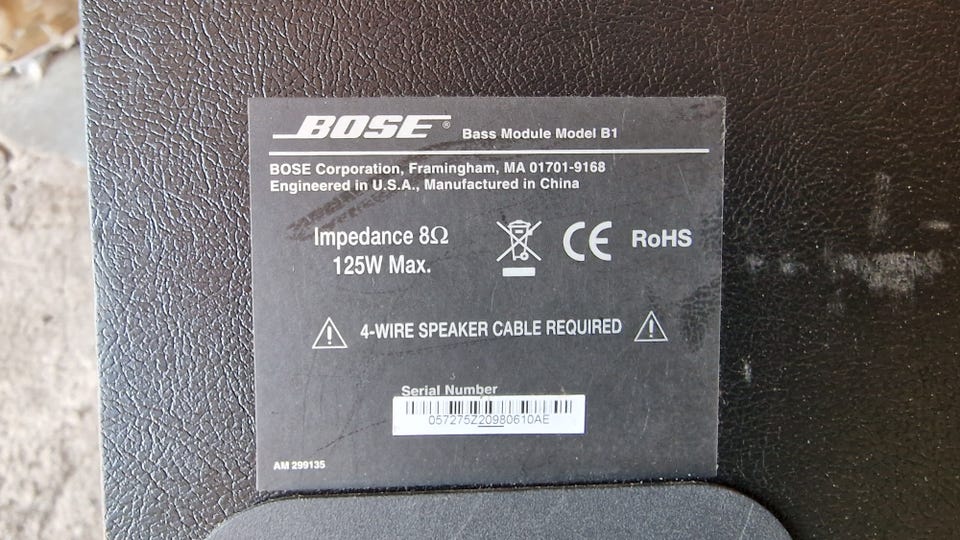 BOSE® Bass Module Model B1
BOSE Corporation, Framingham, MA 01701-9168
Engineered in U.S.A., Manufactured in China
Impedance 8Ω
125W Max.
CE RoHS
4-WIRE SPEAKER CABLE REQUIRED
Serial Number
057275Z20980610AE
AM 299135